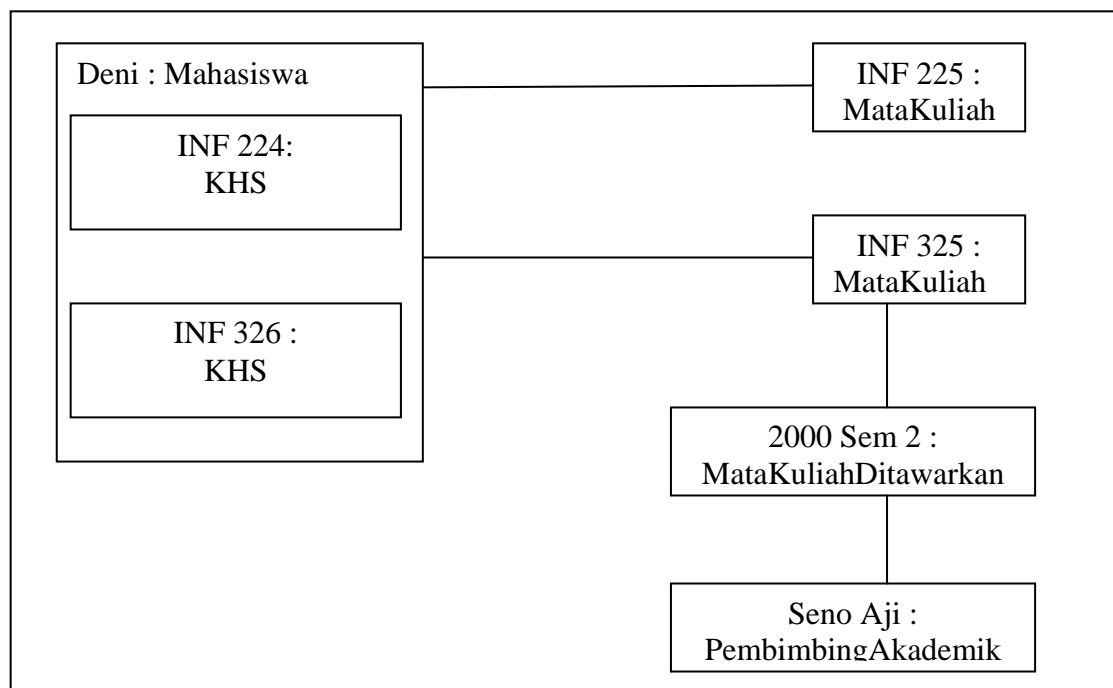 Deni : Mahasiswa
INF 224:
KHS
INF 326 :
KHS
INF 225 :
MataKuliah
INF 325 :
MataKuliah
2000 Sem 2 :
MataKuliahDitawarkan
Seno Aji :
PembimbingAkademik